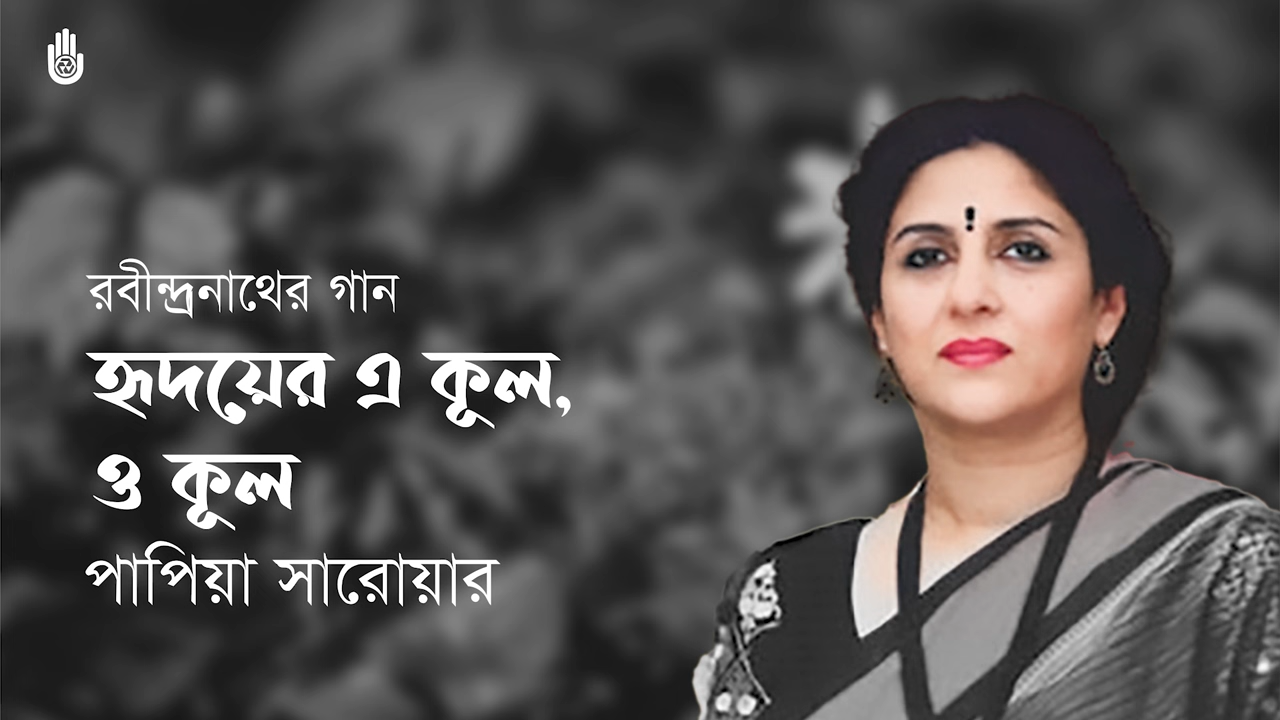 রবীন্দ্রনাথের গান
হৃদয়ের এ কূল,
ও কূল
পাপিয়া সারোয়ার